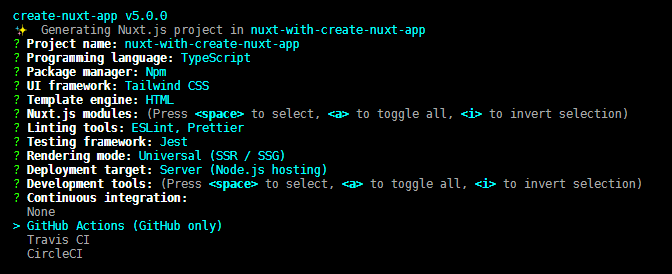 create-nuxt-app v5.0.0
✨ Generating Nuxt.js project in nuxt-with-create-nuxt-app
? Project name: nuxt-with-create-nuxt-app
? Programming language: TypeScript
? Package manager: Npm
? UI framework: Tailwind CSS
? Template engine: HTML
? Nuxt.js modules: (Press <space> to select, <a> to toggle all, <i> to invert selection)
? Linting tools: ESLint, Prettier
? Testing framework: Jest
? Rendering mode: Universal (SSR / SSG)
? Deployment target: Server (Node.js hosting)
? Development tools: (Press <space> to select, <a> to toggle all, <i> to invert selection)
? Continuous integration:
None
> GitHub Actions (GitHub only)
Travis CI
CircleCI